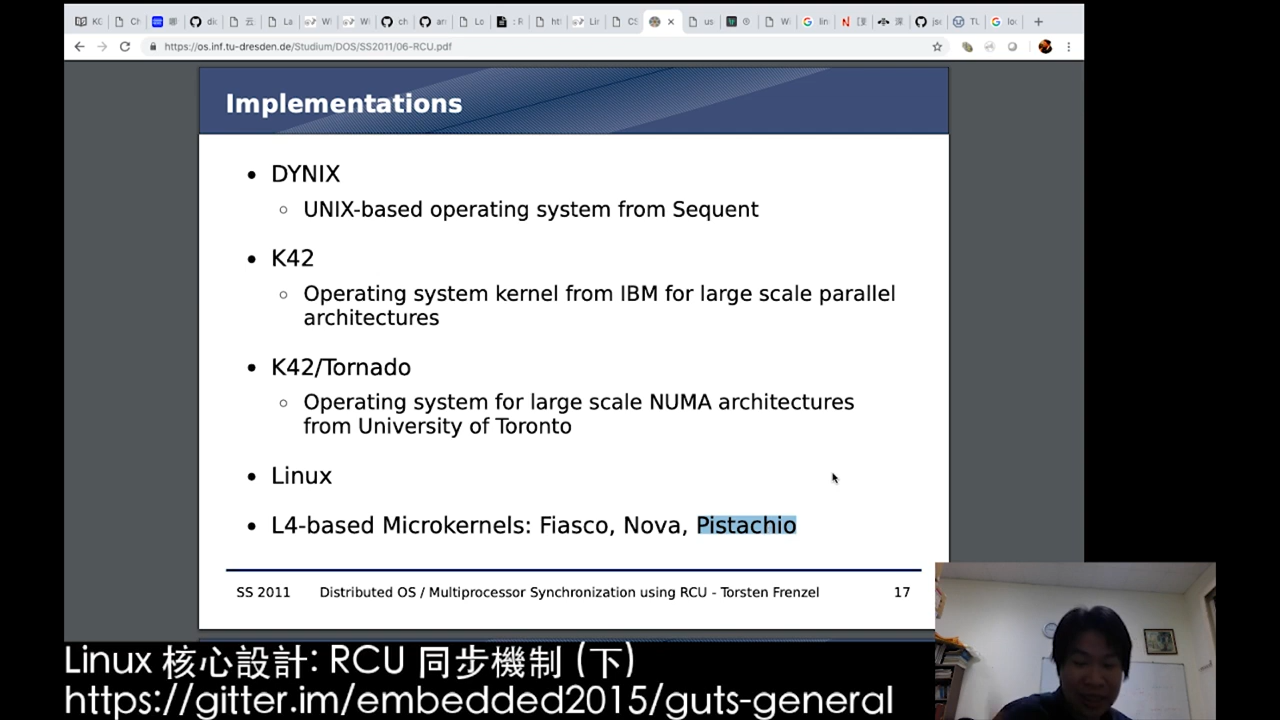 https://os.inf.tu-dresden.de/Studium/DOS/SS2011/06-RCU.pdf
Implementations
• DYNIX
○ UNIX-based operating system from Sequent
• K42
○ Operating system kernel from IBM for large scale parallel
architectures
• K42/Tornado
○ Operating system for large scale NUMA architectures
from University of Toronto
• Linux
• L4-based Microkernels: Fiasco, Nova, Pistachio
SS 2011 Distributed OS / Multiprocessor Synchronization using RCU - Torsten Frenzel 17
Linux 核心設計: RCU 同步機制 (下)
https://gitter.im/embedded2015/guts-general